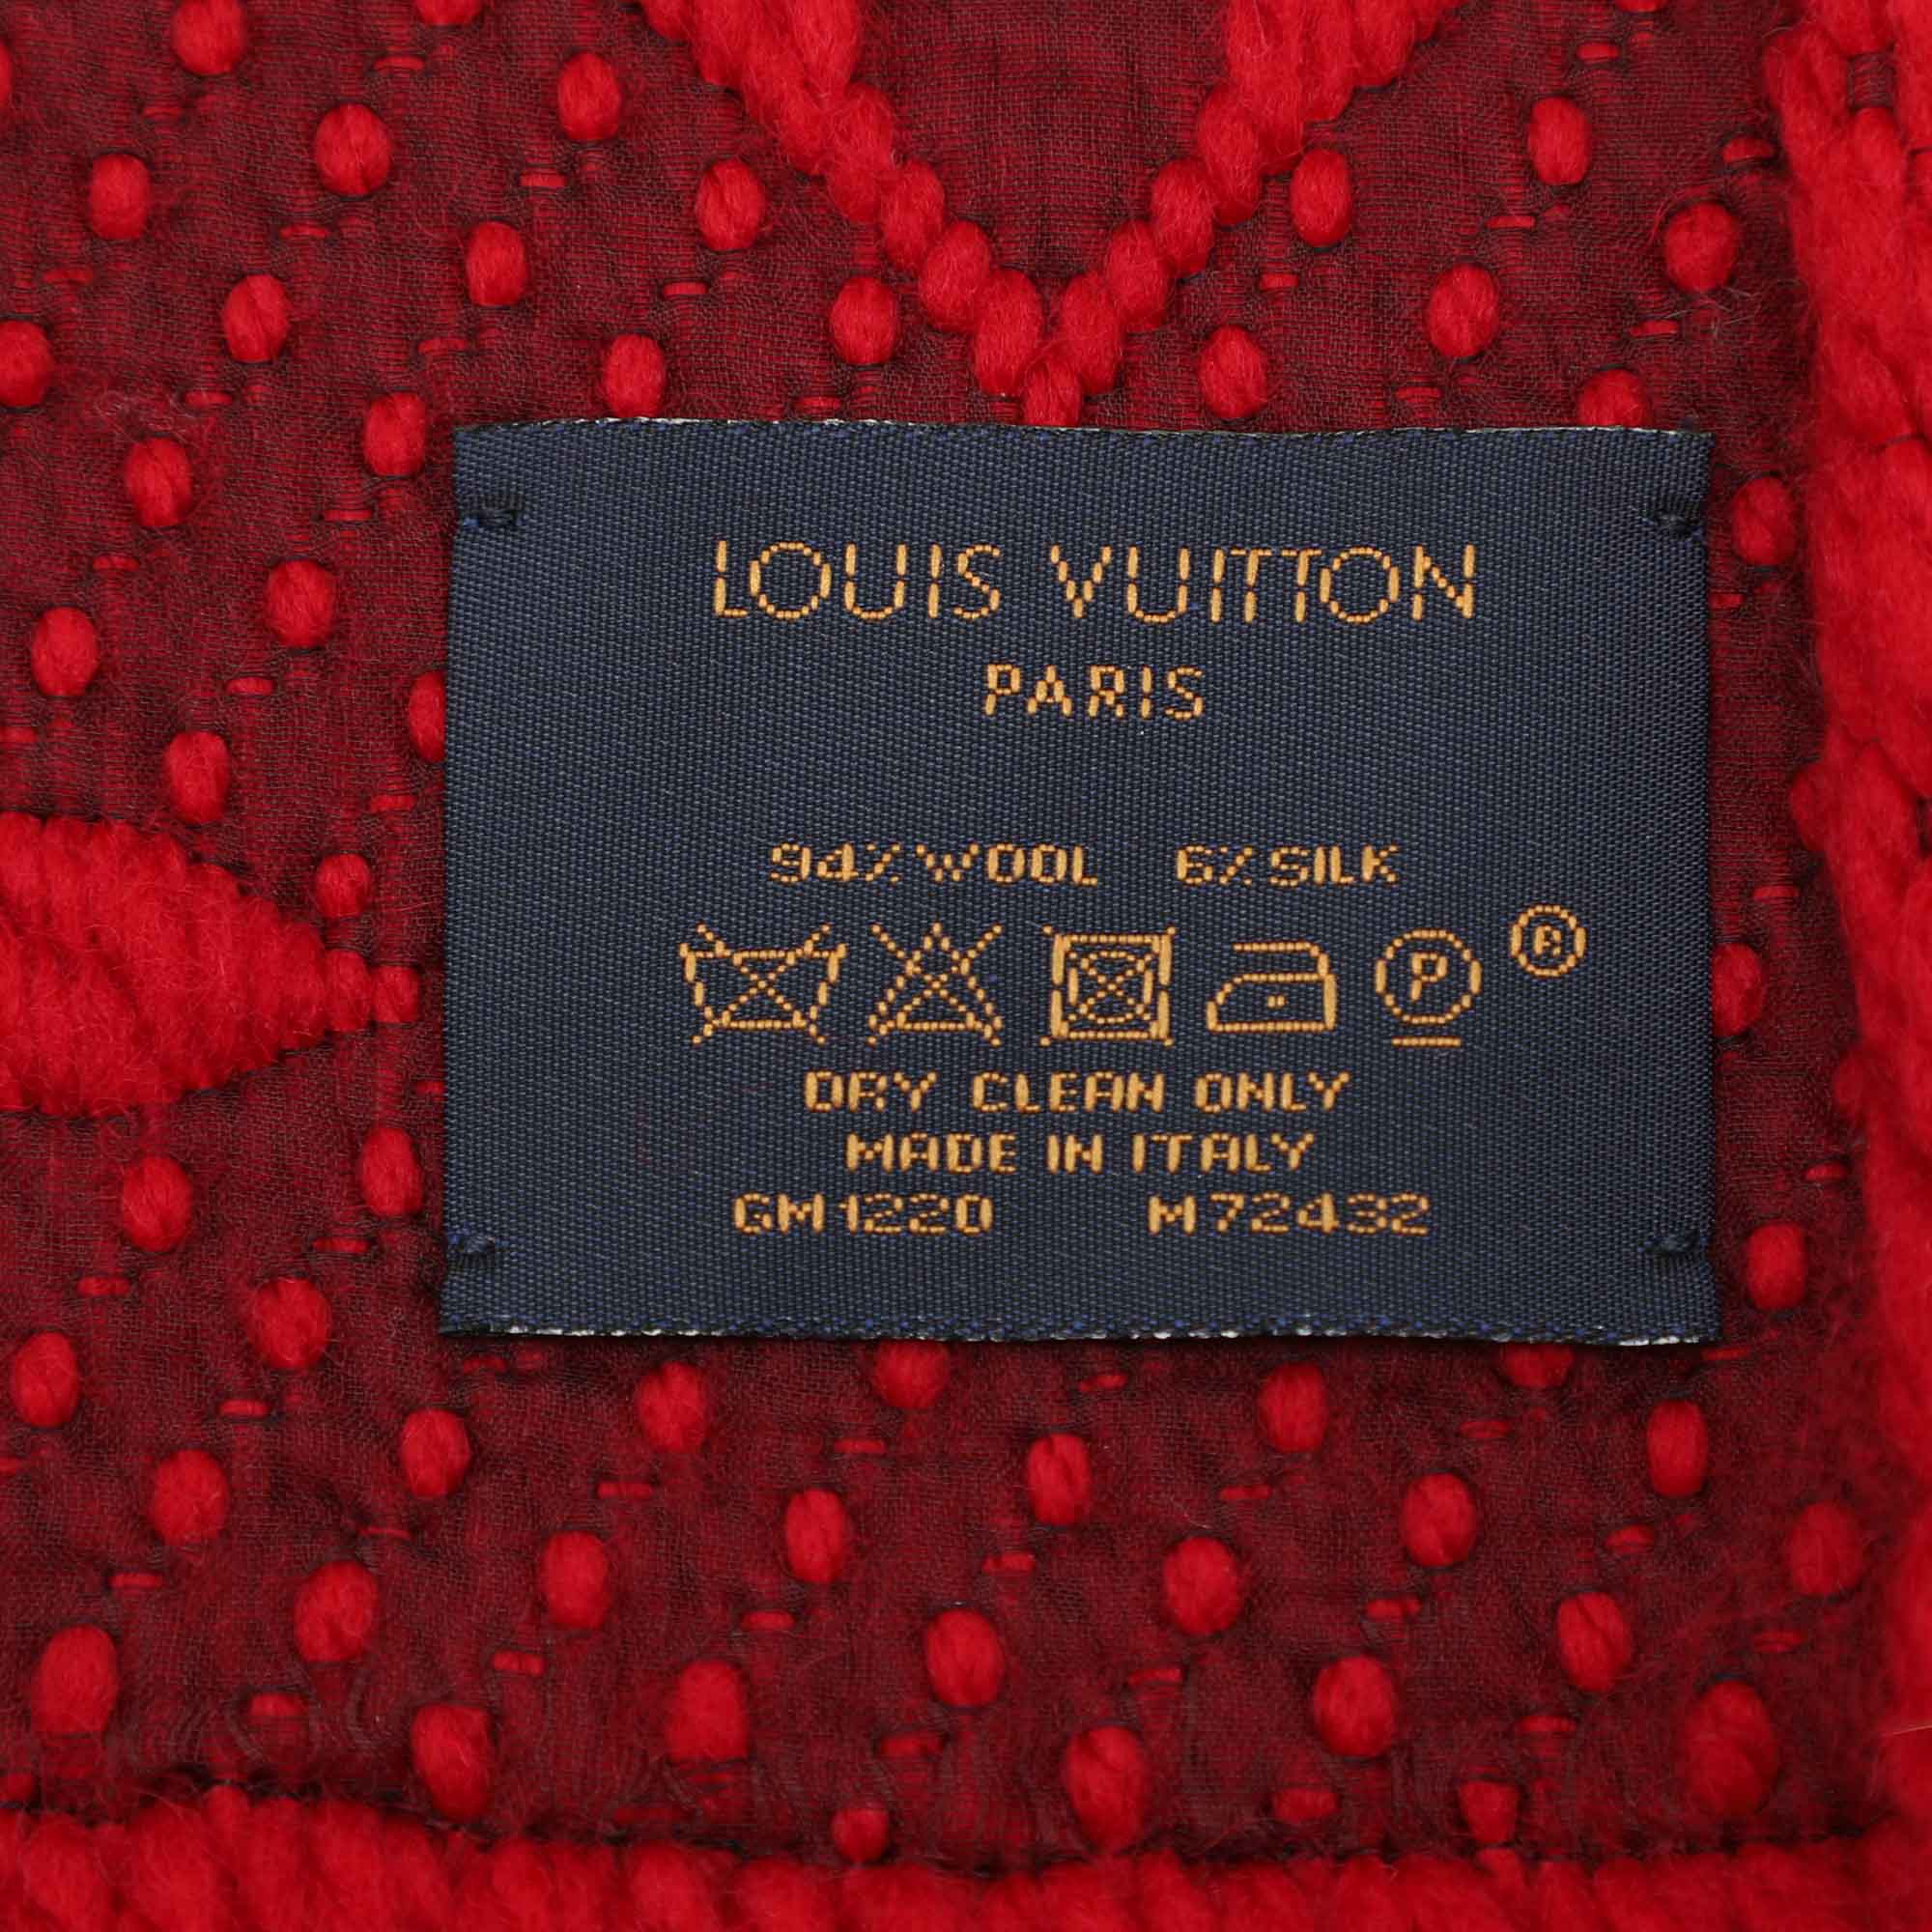 LOUIS VUITTON
PARIS
94% WOOL 6% SILK
P ®
DRY CLEAN ONLY
MADE IN ITALY
GM1220 M72432